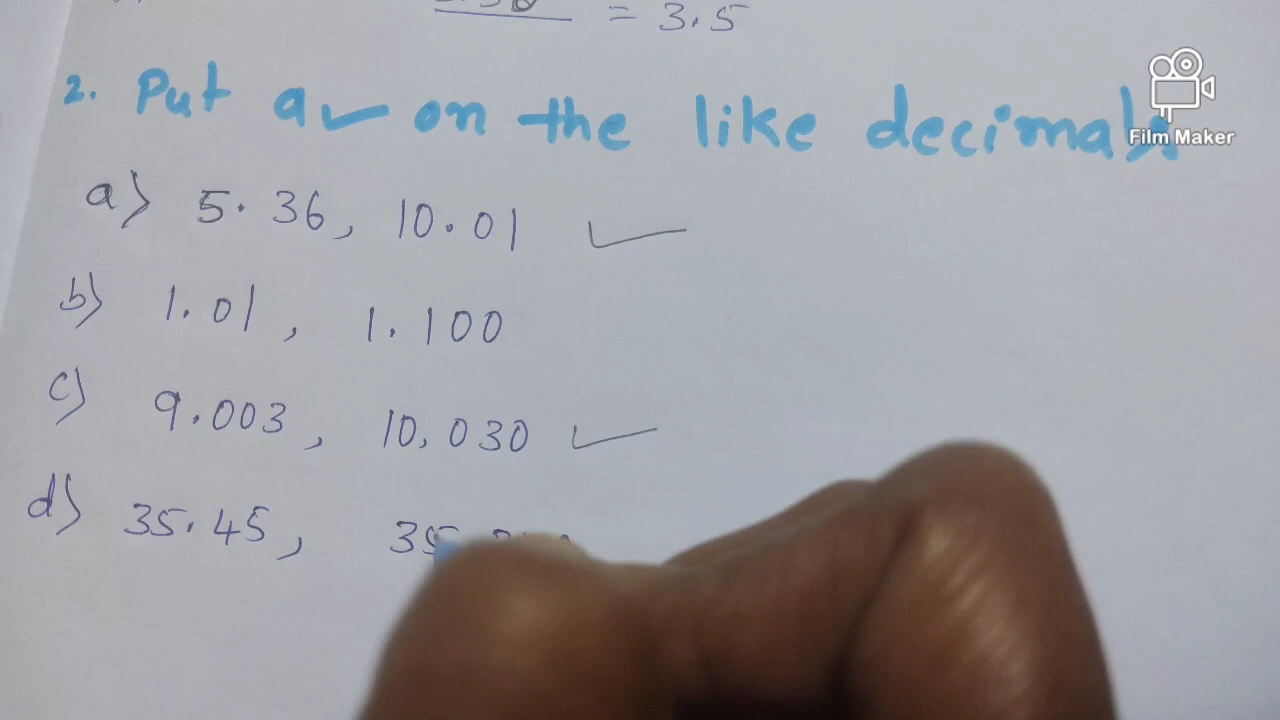 = 3.5
2. Put a ✓ on the like decimals
a) 5.36, 10.01 ✓
b) 1.01, 1.100
c) 9.003, 10,030 ✓
d) 35.45, 35
Film Maker